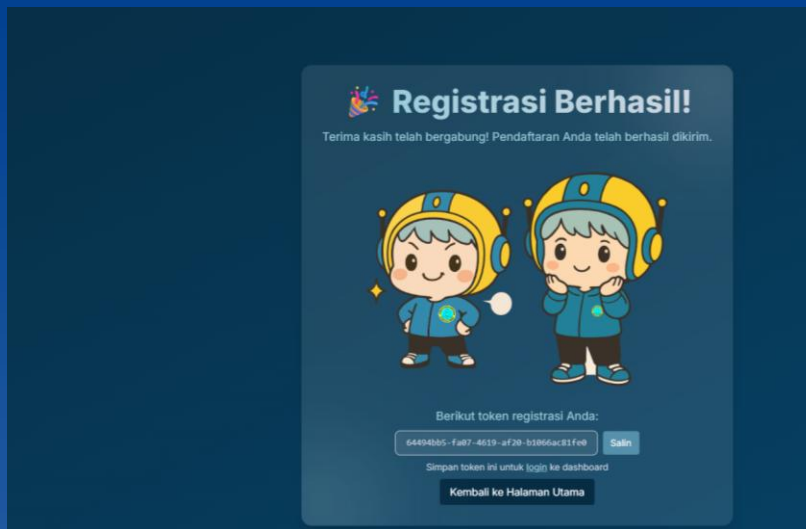 🎉 Registrasi Berhasil!
Terima kasih telah bergabung! Pendaftaran Anda telah berhasil dikirim.
Berikut token registrasi Anda:
64494bb5-fa07-4619-af20-b1066ac81fe0 Salin
Simpan token ini untuk login ke dashboard
Kembali ke Halaman Utama